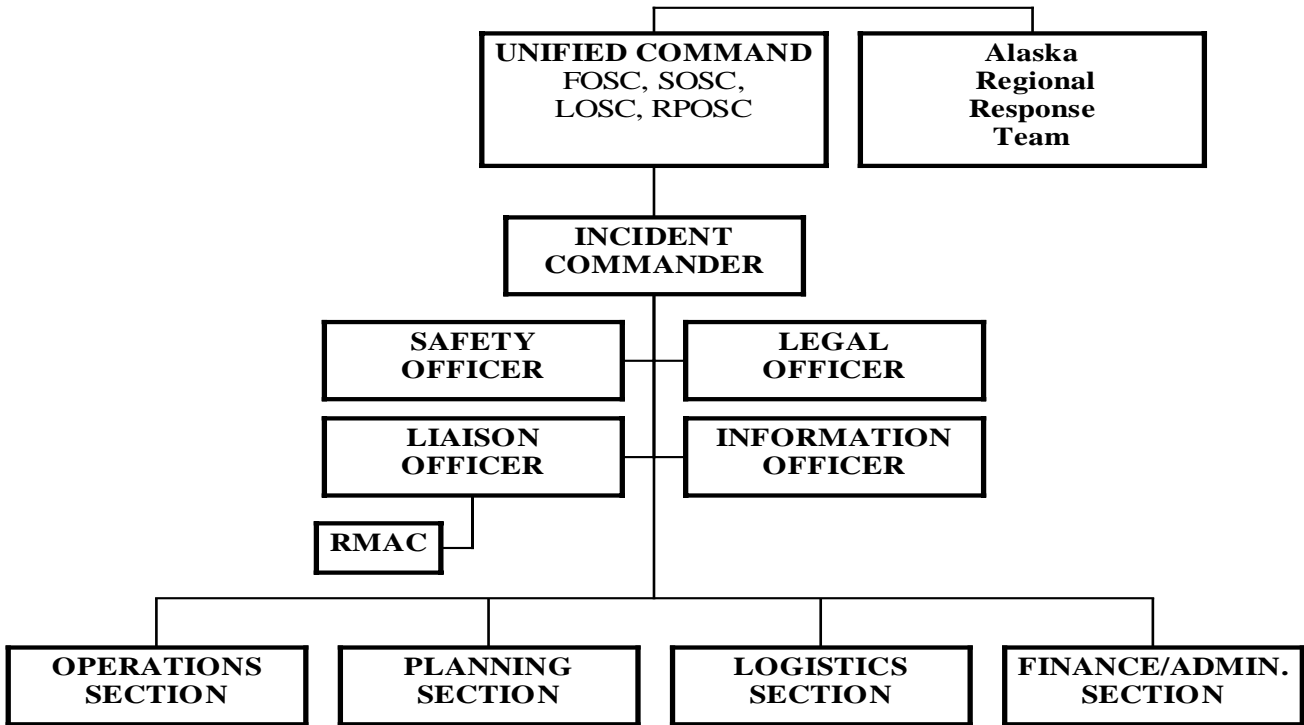 UNIFIED COMMAND
FOSC, SOSC,
LOSC, RPOSC
Alaska
Regional
Response
Team
INCIDENT
COMMANDER
SAFETY
OFFICER
LEGAL
OFFICER
LIAISON
OFFICER
INFORMATION
OFFICER
RMAC
OPERATIONS
SECTION
PLANNING
SECTION
LOGISTICS
SECTION
FINANCE/ADMIN.
SECTION